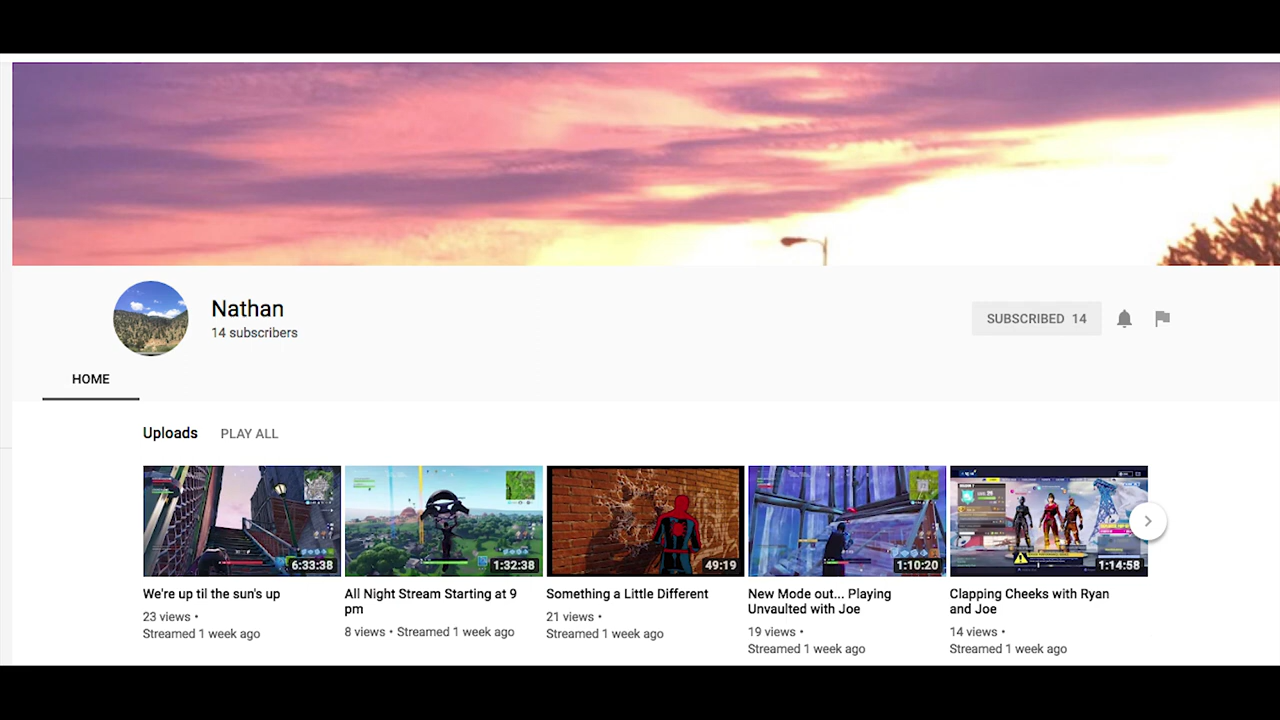 Nathan
14 subscribers
SUBSCRIBED 14
HOME
Uploads PLAY ALL
6:33:38
1:32:38
49:19
1:10:20
1:14:58
We're up til the sun's up
23 views •
Streamed 1 week ago
All Night Stream Starting at 9
pm
8 views • Streamed 1 week ago
Something a Little Different
21 views •
Streamed 1 week ago
New Mode out... Playing
Unvaulted with Joe
19 views •
Streamed 1 week ago
Clapping Cheeks with Ryan
and Joe
14 views •
Streamed 1 week ago